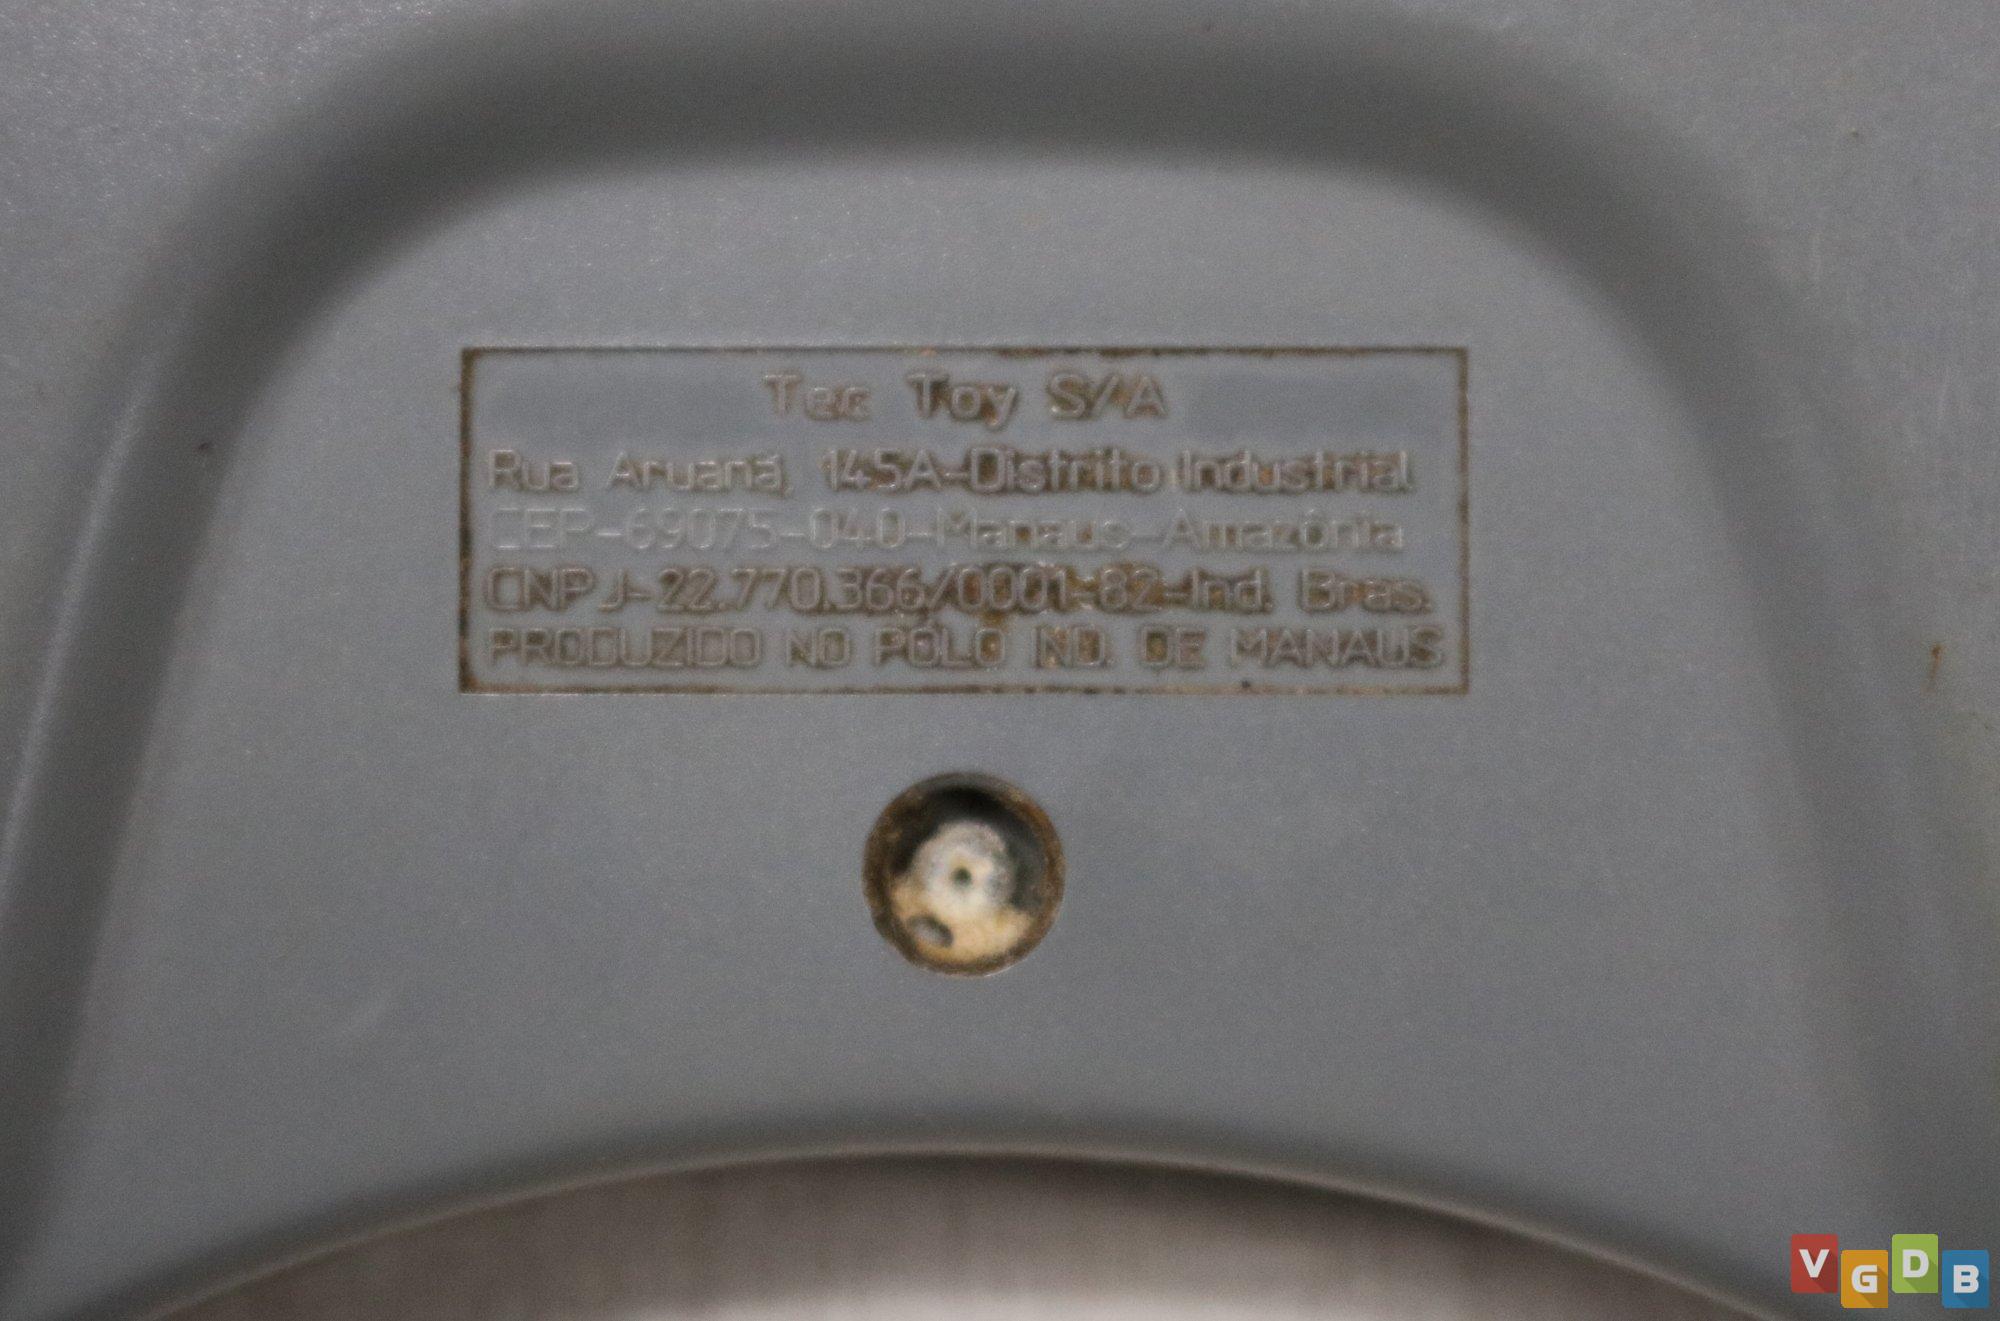 Tec Toy S/A
Rua Aruanã, 145A-Distrito Industrial
CEP-69075-040-Manaus-Amazônia
CNPJ-22.770.366/0001-82-Ind. Bras.
PRODUZIDO NO PÓLO IND. DE MANAUS
VGDB